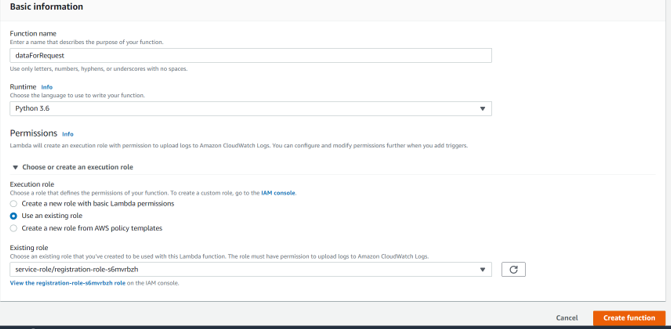 Basic information
Function name
Enter a name that describes the purpose of your function.
dataForRequest
Use only letters, numbers, hyphens, or underscores with no spaces.
Runtime Info
Choose the language to use to write your function.
Python 3.6
Permissions Info
Lambda will create an execution role with permission to upload logs to Amazon CloudWatch Logs. You can configure and modify permissions further when you add triggers.
Choose or create an execution role
Execution role
Choose a role that defines the permissions of your function. To create a custom role, go to the IAM console.
Create a new role with basic Lambda permissions
Use an existing role
Create a new role from AWS policy templates
Existing role
Choose an existing role that you've created to be used with this Lambda function. The role must have permission to upload logs to Amazon CloudWatch Logs.
service-role/registration-role-s6mvrbzh
View the registration-role-s6mvrbzh role on the IAM console.
Cancel Create function